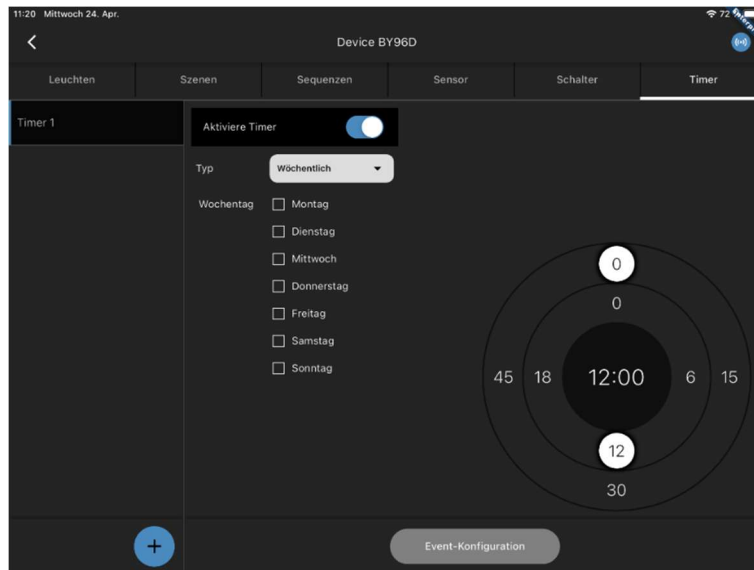 11:20 Mittwoch 24. Apr.
72
Device BY96D
Leuchten
Szenen
Sequenzen
Sensor
Schalter
Timer
Timer 1
Aktiviere Timer
Typ
Wöchentlich
Wochentag
Montag
Dienstag
Mittwoch
Donnerstag
Freitag
Samstag
Sonntag
0
0
45 18 12:00 6 15
12
30
+
Event-Konfiguration